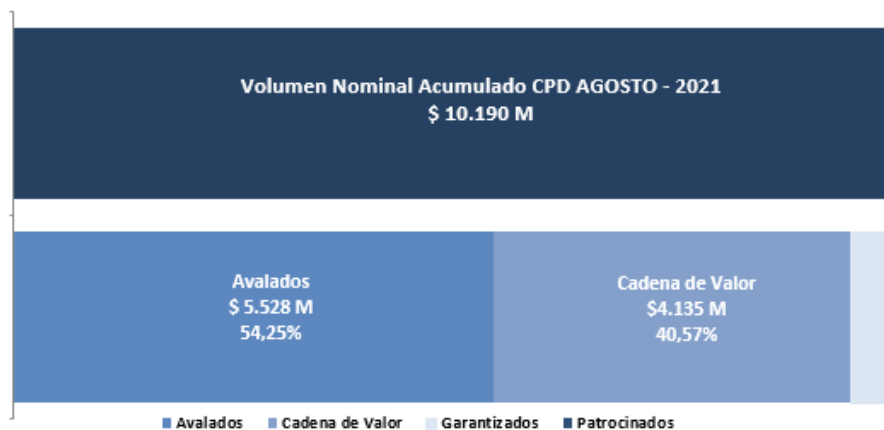 Volumen Nominal Acumulado CPD AGOSTO - 2021
$ 10.190 M
Avalados
$ 5.528 M
54,25%
Cadena de Valor
$4.135 M
40,57%
Avalados Cadena de Valor Garantizados Patrocinados